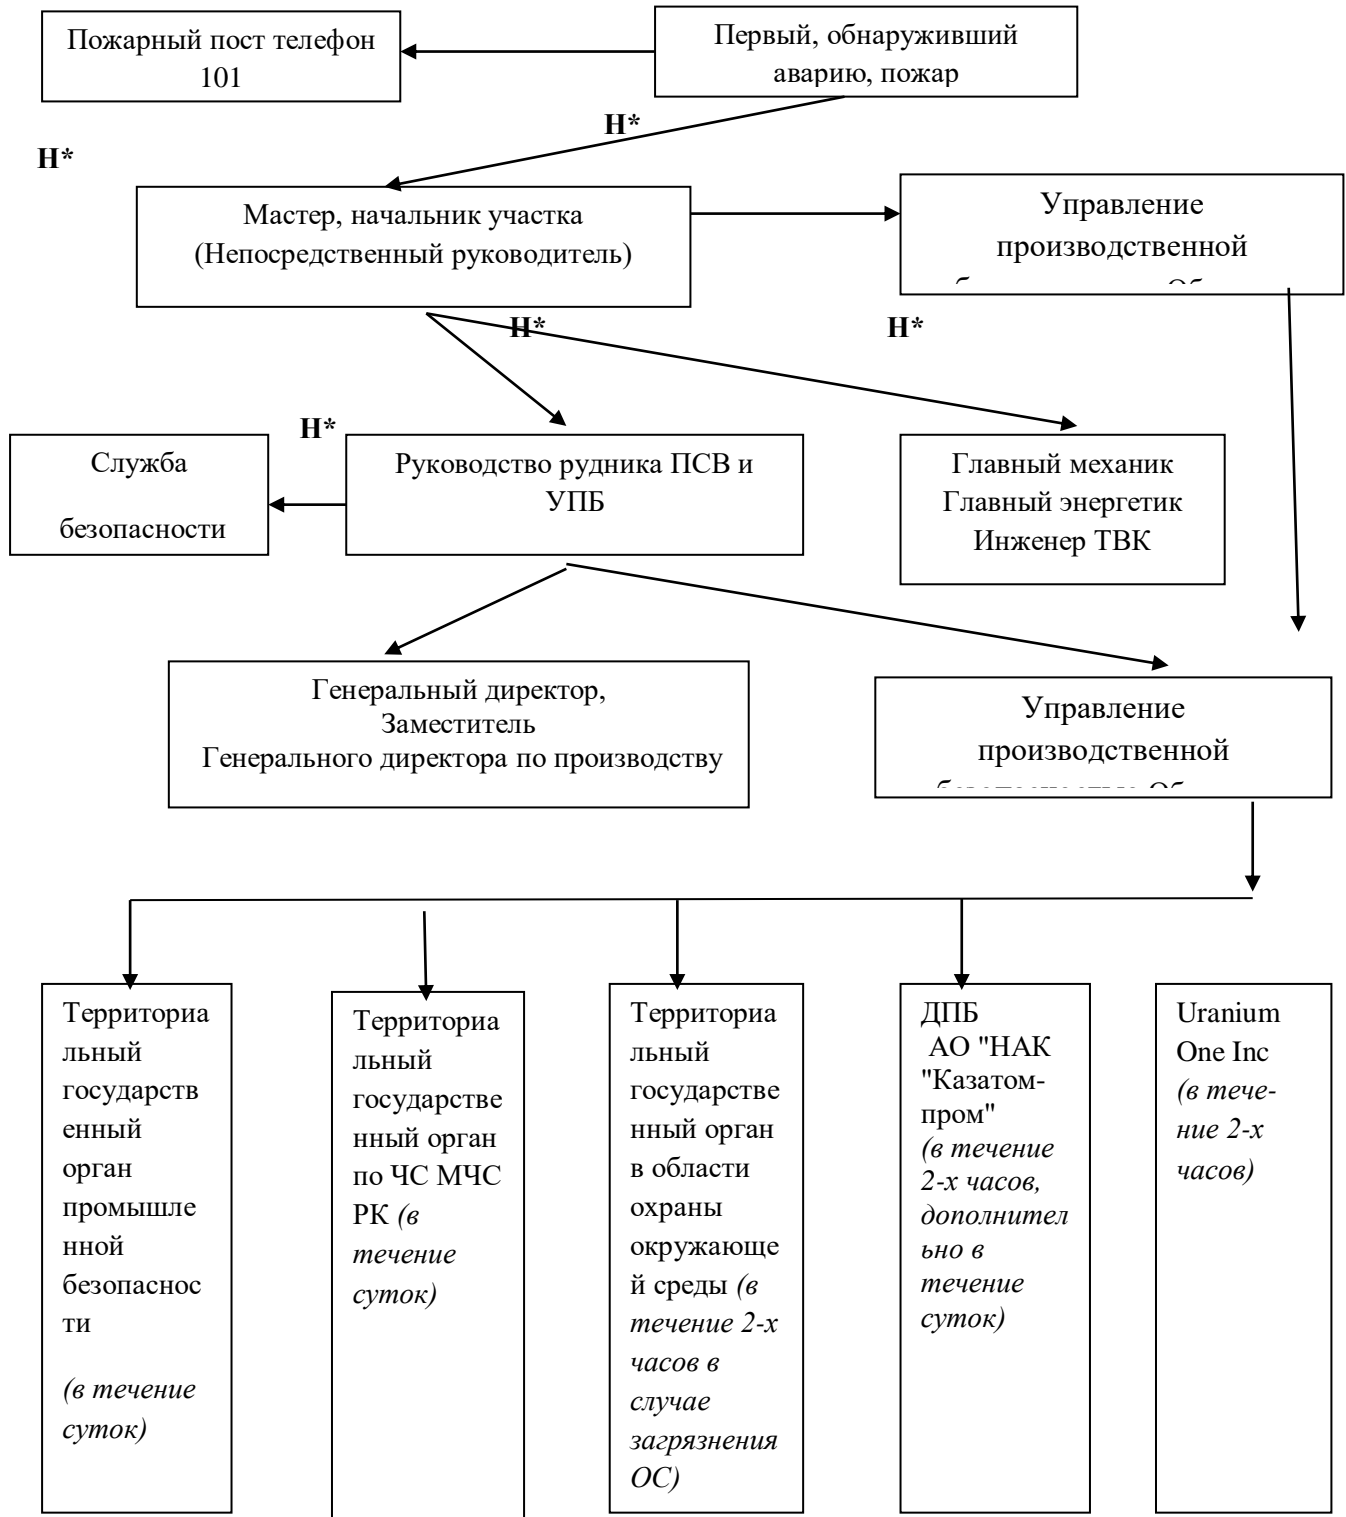 Пожарный пост телефон
101
Первый, обнаруживший
аварию, пожар
Н*
Н*
Мастер, начальник участка
(Непосредственный руководитель)
Управление
производственной
Н*
Н*
Н*
Служба
безопасности
Руководство рудника ПСВ и
УПБ
Главный механик
Главный энергетик
Инженер ТВК
Генеральный директор,
Заместитель
Генерального директора по производству
Управление
производственной
Территориа
льный
государств
енный
орган
промышле
нной
безопаснос
ти
(в течение
суток)
Территориа
льный
государстве
нный орган
по ЧС МЧС
РК (в
течение
суток)
Территориа
льный
государстве
нный орган
в области
охраны
окружающе
й среды (в
течение 2-х
часов в
случае
загрязнения
ОС)
ДПБ
АО "НАК
"Казатом-
пром"
(в течение
2-х часов,
дополнител
ьно в
течение
суток)
Uranium
One Inc
(в тече-
ние 2-х
часов)